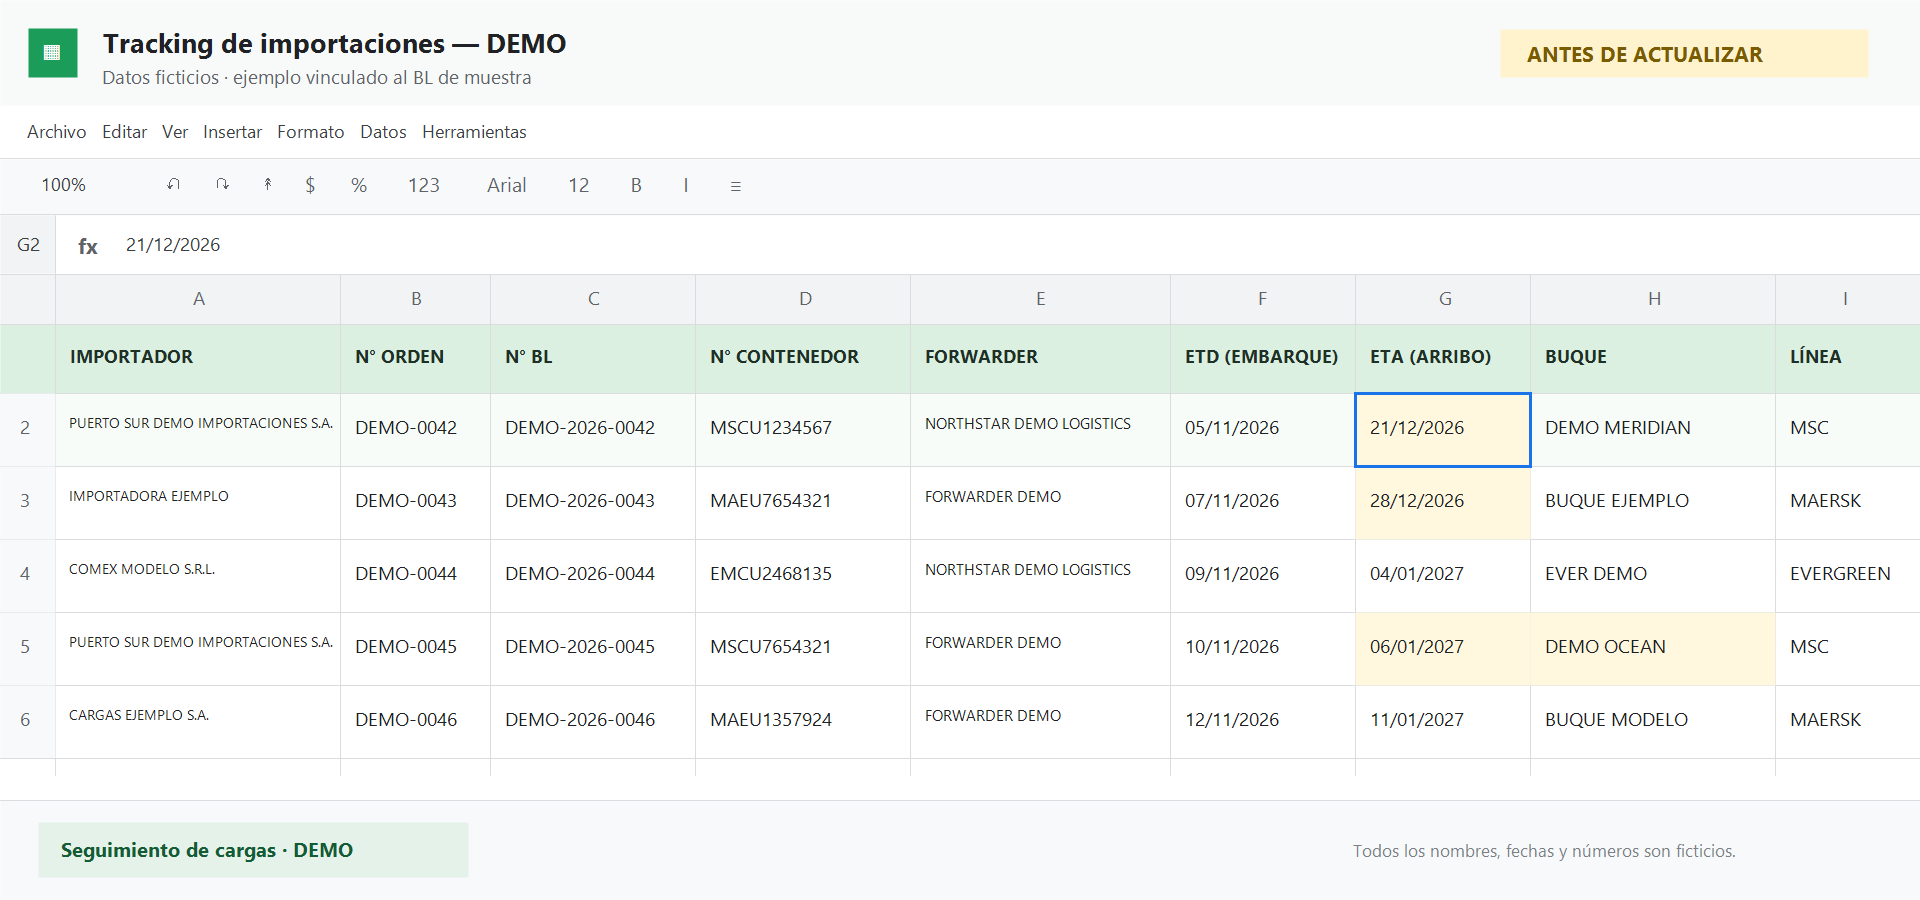 Tracking de importaciones — DEMO
Datos ficticios · ejemplo vinculado al BL de muestra
ANTES DE ACTUALIZAR
Archivo Editar Ver Insertar Formato Datos Herramientas
100% $ % 123 Arial 12 B I
G2 fx 21/12/2026
A B C D E F G H I
IMPORTADOR N° ORDEN N° BL N° CONTENEDOR FORWARDER ETD (EMBARQUE) ETA (ARRIBO) BUQUE LÍNEA
2 PUERTO SUR DEMO IMPORTACIONES S.A. DEMO-0042 DEMO-2026-0042 MSCU1234567 NORTHSTAR DEMO LOGISTICS 05/11/2026 21/12/2026 DEMO MERIDIAN MSC
3 IMPORTADORA EJEMPLO DEMO-0043 DEMO-2026-0043 MAEU7654321 FORWARDER DEMO 07/11/2026 28/12/2026 BUQUE EJEMPLO MAERSK
4 COMEX MODELO S.R.L. DEMO-0044 DEMO-2026-0044 EMCU2468135 NORTHSTAR DEMO LOGISTICS 09/11/2026 04/01/2027 EVER DEMO EVERGREEN
5 PUERTO SUR DEMO IMPORTACIONES S.A. DEMO-0045 DEMO-2026-0045 MSCU7654321 FORWARDER DEMO 10/11/2026 06/01/2027 DEMO OCEAN MSC
6 CARGAS EJEMPLO S.A. DEMO-0046 DEMO-2026-0046 MAEU1357924 FORWARDER DEMO 12/11/2026 11/01/2027 BUQUE MODELO MAERSK
Seguimiento de cargas · DEMO
Todos los nombres, fechas y números son ficticios.